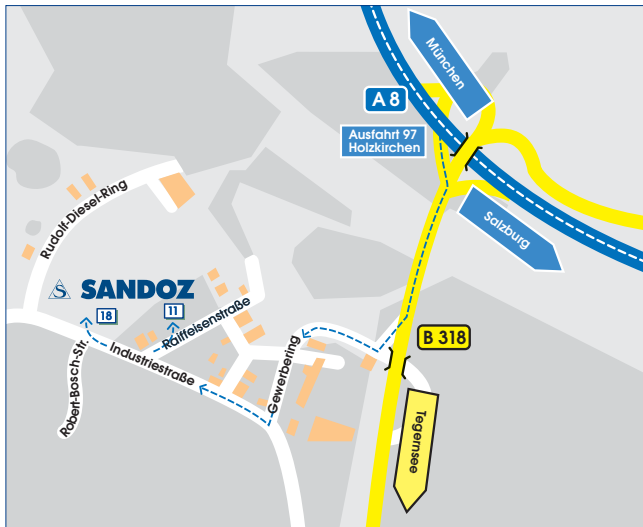 München
A 8
Ausfahrt 97
Holzkirchen
Salzburg
Rudolf-Diesel-Ring
S SANDOZ
18
11
Raiffeisenstraße
Industriestraße
Robert-Bosch-Str.
Gewerbering
B 318
Tegernsee